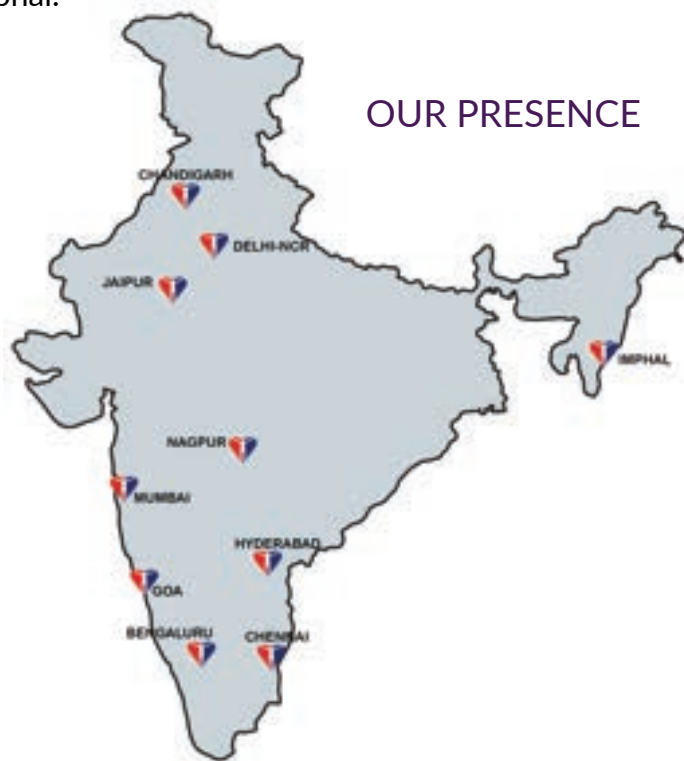 OUR PRESENCE
CHANDIGARH
DELHI-NCR
JAIPUR
IMPHAL
NAGPUR
MUMBAI
HYDERABAD
GOA
BENGALURU
CHENNAI